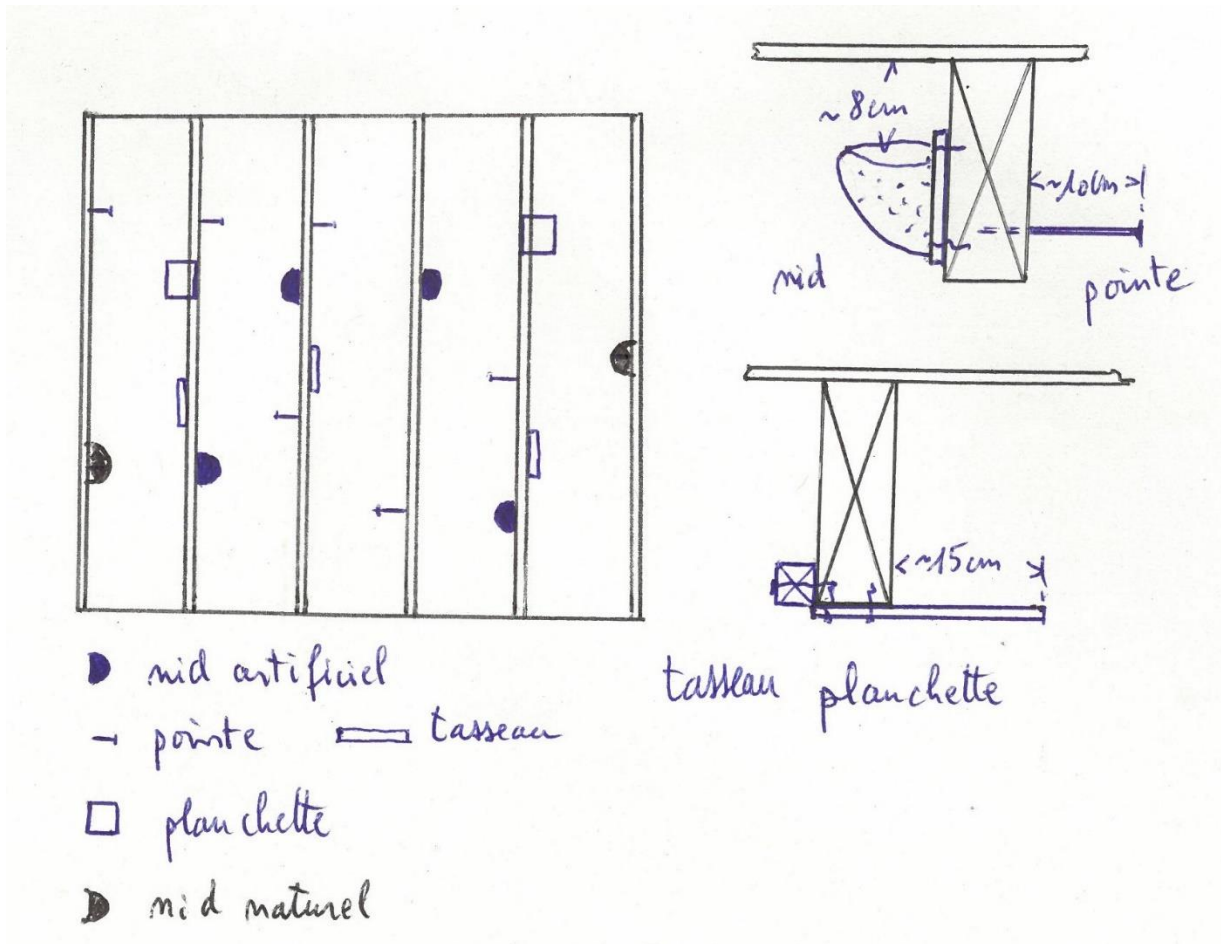 ~8cm
~10cm
nid
pointe
~15cm
tasseau planchette
nid artificiel
pointe
tasseau
planchette
nid naturel